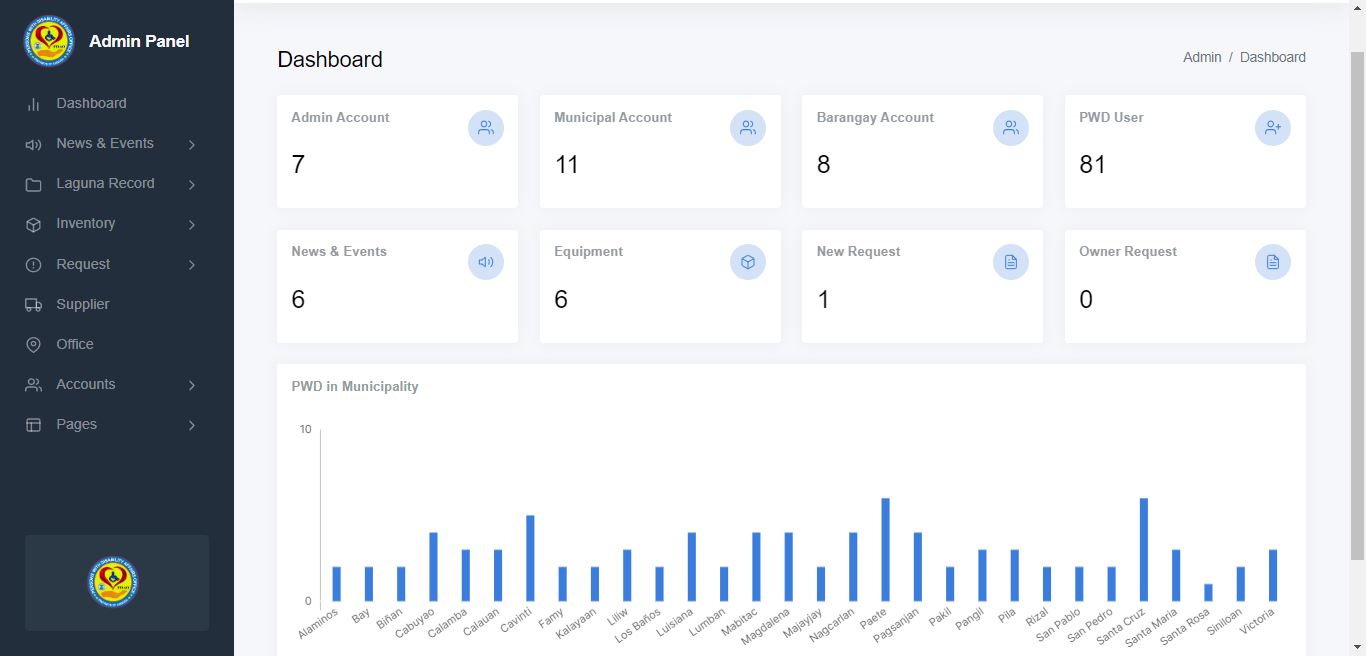 Admin Panel
Dashboard
News & Events
Laguna Record
Inventory
Request
Supplier
Office
Accounts
Pages
Dashboard
Admin / Dashboard
Admin Account
7
Municipal Account
11
Barangay Account
8
PWD User
81
News & Events
6
Equipment
6
New Request
1
Owner Request
0
PWD in Municipality
10
0
Alaminos
Bay
Biñan
Cabuyao
Calamba
Calauan
Cavinti
Famy
Kalayaan
Liliw
Los Baños
Luisiana
Lumban
Mabitac
Magdalena
Majayjay
Nagcarlan
Paete
Pagsanjan
Pakil
Pangil
Pila
Rizal
San Pablo
San Pedro
Santa Cruz
Santa Maria
Santa Rosa
Siniloan
Victoria